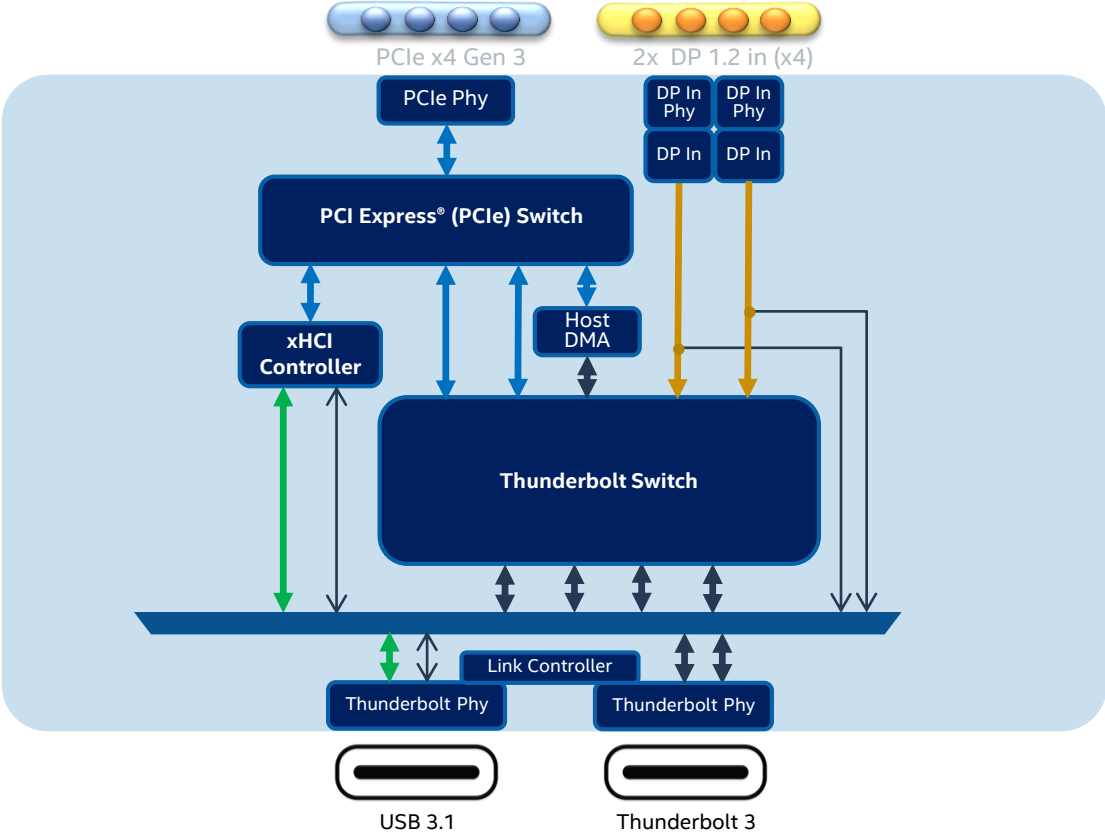 PCIe x4 Gen 3
2x DP 1.2 in (x4)
PCIe Phy
DP In
Phy
DP In
Phy
DP In
DP In
PCI Express® (PCIe) Switch
Host
DMA
xHCI
Controller
Thunderbolt Switch
Link Controller
Thunderbolt Phy
Thunderbolt Phy
USB 3.1
Thunderbolt 3